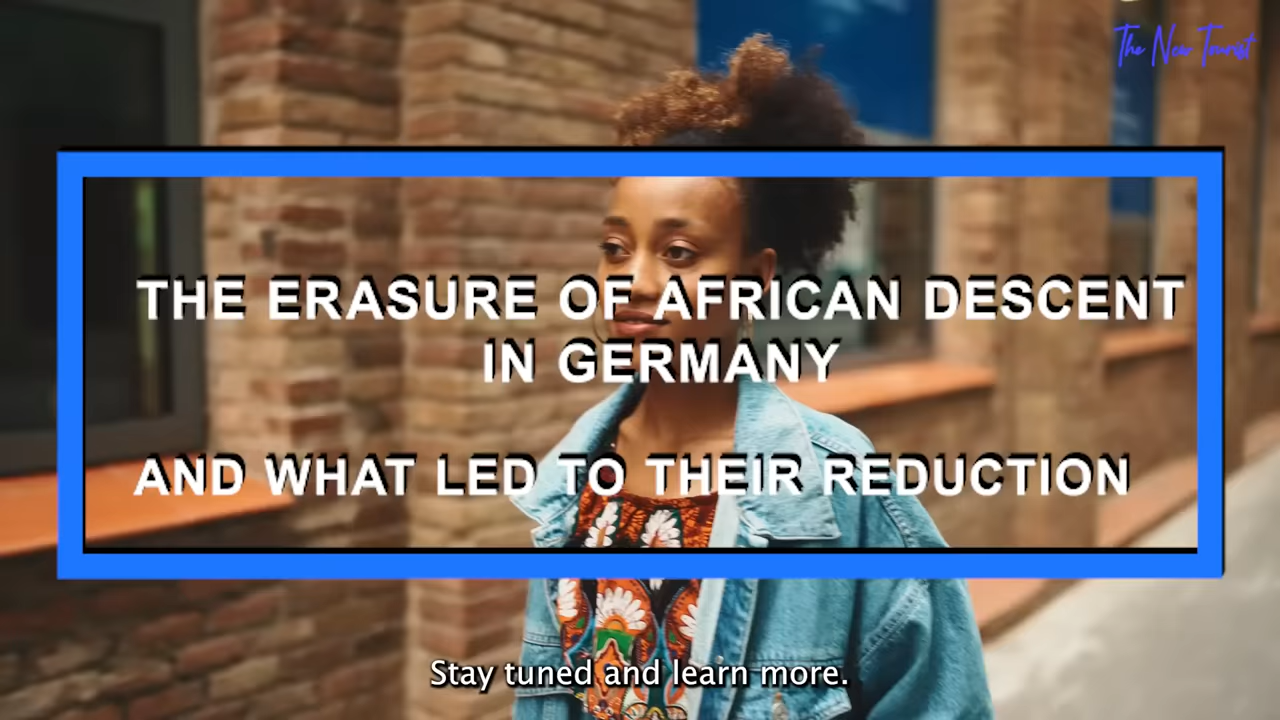 The New Tourist
THE ERASURE OF AFRICAN DESCENT
IN GERMANY
AND WHAT LED TO THEIR REDUCTION
Stay tuned and learn more.